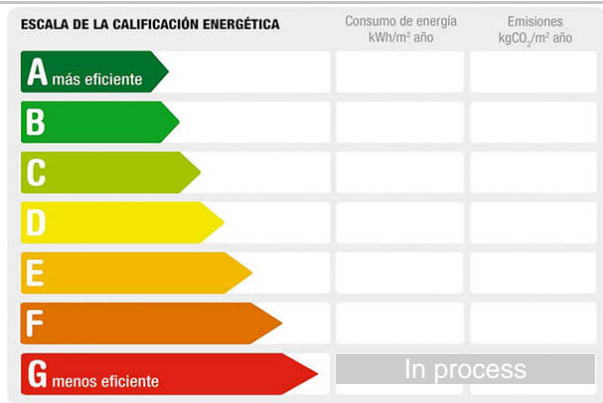 ESCALA DE LA CALIFICACIÓN ENERGÉTICA
Consumo de energía
kWh/m² año
Emisiones
kgCO₂/m² año
A más eficiente
B
C
D
E
F
G menos eficiente
In process